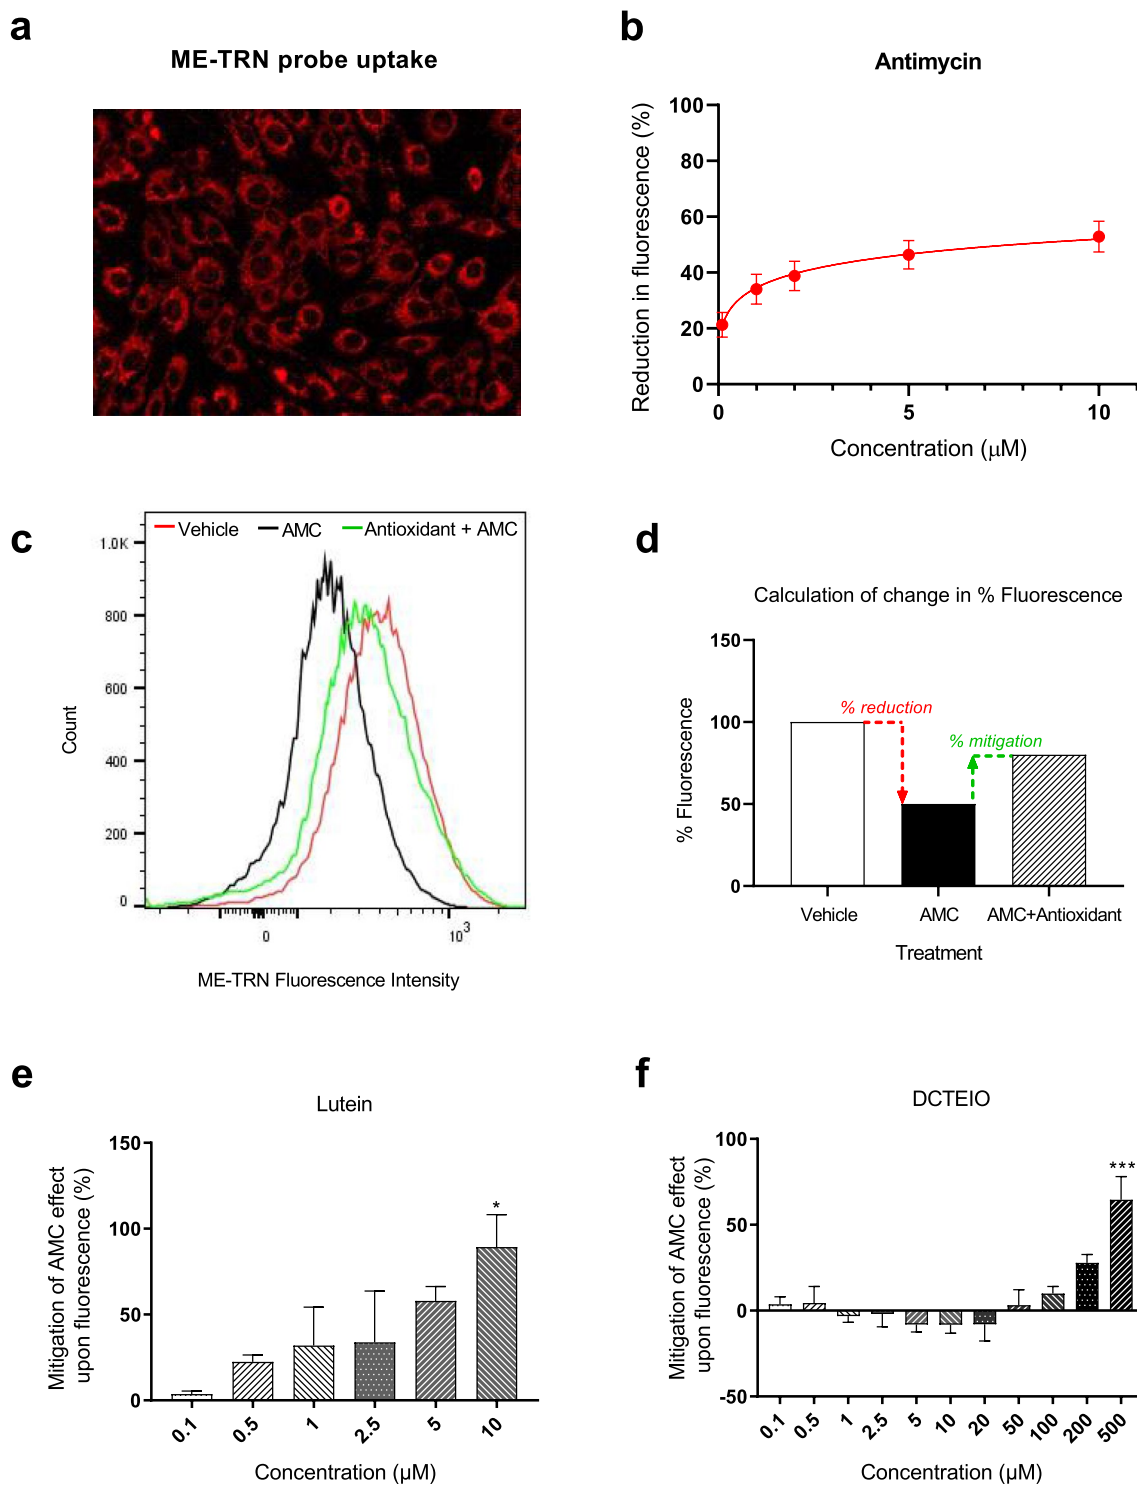 a
ME-TRN probe uptake
b
Antimycin
Reduction in fluorescence (%)
100
80
60
40
20
0
0
5
10
Concentration (μM)
c
Vehicle
AMC
Antioxidant + AMC
1.0K
800
600
400
200
0
Count
0
10³
ME-TRN Fluorescence Intensity
d
Calculation of change in % Fluorescence
% Fluorescence
150
100
50
0
% reduction
% mitigation
Vehicle
AMC
AMC+Antioxidant
Treatment
e
Lutein
Mitigation of AMC effect
upon fluorescence (%)
150
100
50
0
*
0.1
0.5
1
2.5
5
10
Concentration (μM)
f
DCTEIO
Mitigation of AMC effect
upon fluorescence (%)
100
50
0
-50
***
0.1
0.5
1
2.5
5
10
20
50
100
200
500
Concentration (μM)